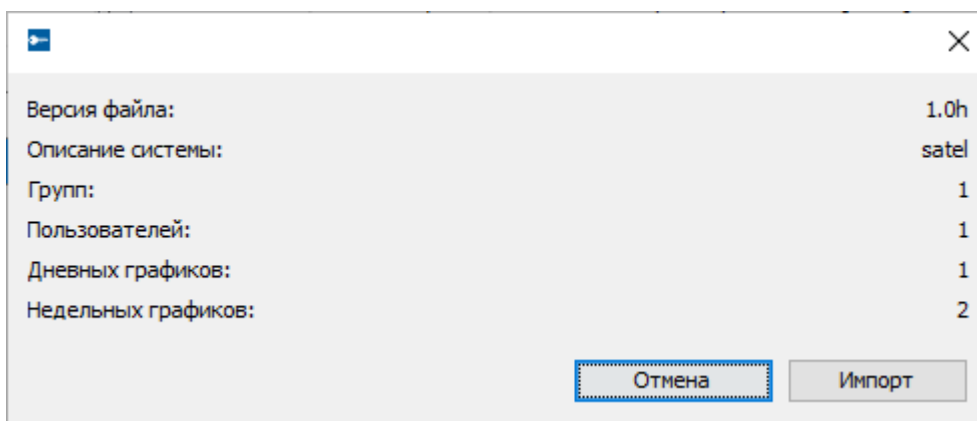 Версия файла: 1.0h
Описание системы: satel
Групп: 1
Пользователей: 1
Дневных графиков: 1
Недельных графиков: 2
Отмена Импорт